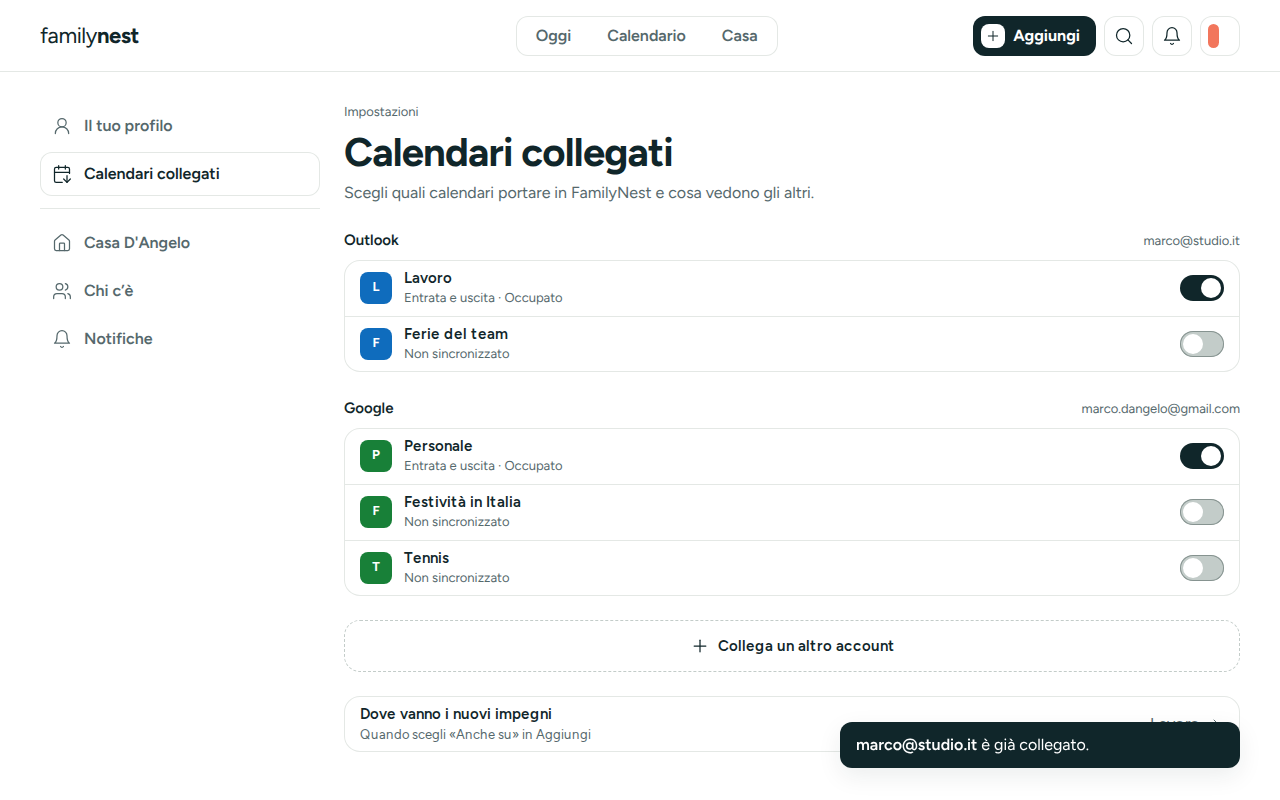 familynest
Oggi
Calendario
Casa
Aggiungi
Il tuo profilo
Calendari collegati
Casa D'Angelo
Chi c'è
Notifiche
Impostazioni
Calendari collegati
Scegli quali calendari portare in FamilyNest e cosa vedono gli altri.
Outlook
marco@studio.it
L
Lavoro
Entrata e uscita · Occupato
F
Ferie del team
Non sincronizzato
Google
marco.dangelo@gmail.com
P
Personale
Entrata e uscita · Occupato
F
Festività in Italia
Non sincronizzato
T
Tennis
Non sincronizzato
Collega un altro account
Dove vanno i nuovi impegni
Quando scegli «Anche su» in Aggiungi
marco@studio.it è già collegato.